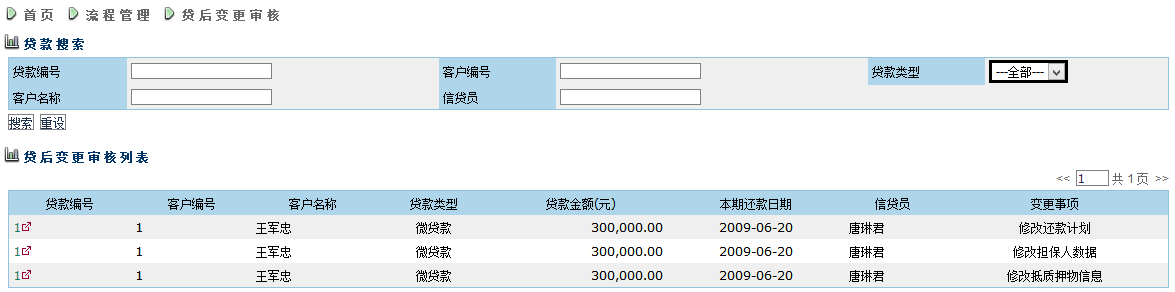 首页 流程管理 贷后变更审核
贷款搜索
贷款编号 客户编号 贷款类型 ---全部---
客户名称 信贷员
搜索 重设
贷后变更审核列表
<< 1 共 1 页 >>
贷款编号 客户编号 客户名称 贷款类型 贷款金额(元) 本期还款日期 信贷员 变更事项
1 1 王军忠 微贷款 300,000.00 2009-06-20 唐琳君 修改还款计划
1 1 王军忠 微贷款 300,000.00 2009-06-20 唐琳君 修改担保人数据
1 1 王军忠 微贷款 300,000.00 2009-06-20 唐琳君 修改抵质押物信息